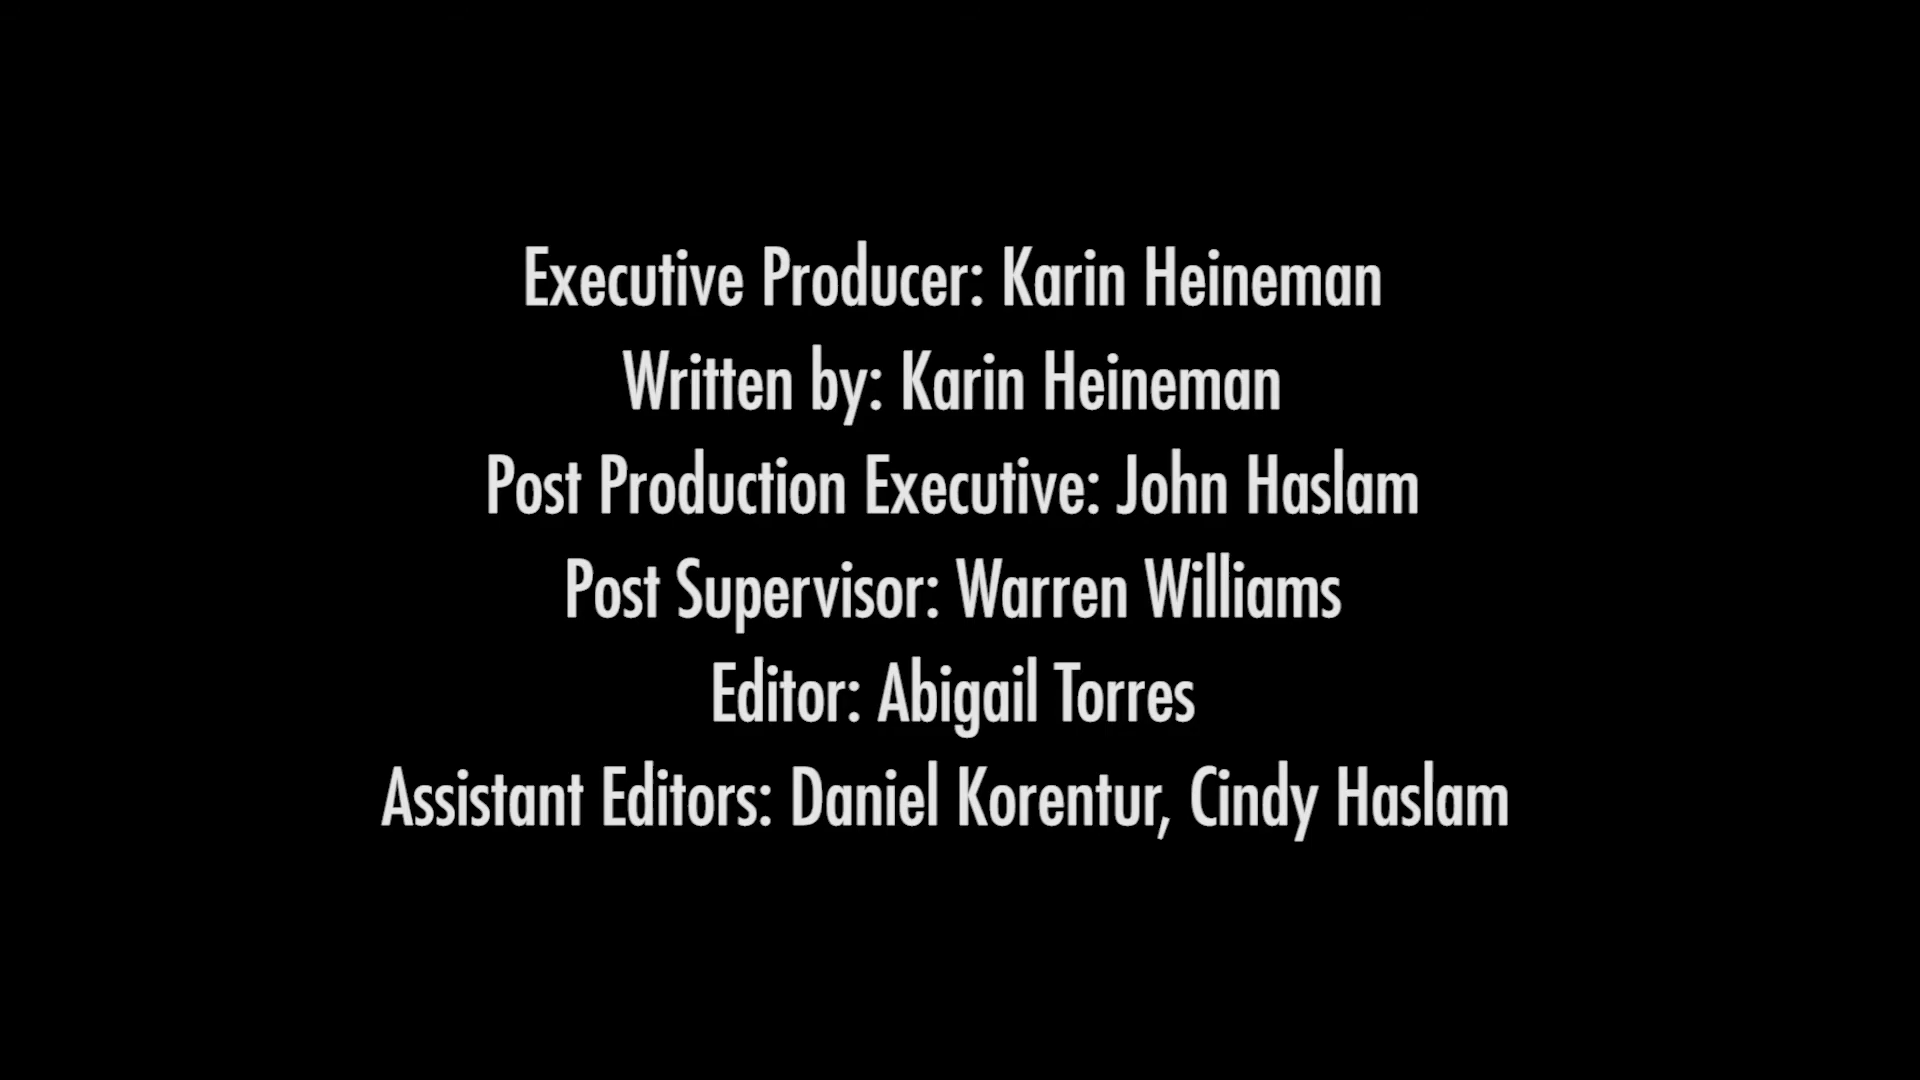 Executive Producer: Karin Heineman
Written by: Karin Heineman
Post Production Executive: John Haslam
Post Supervisor: Warren Williams
Editor: Abigail Torres
Assistant Editors: Daniel Korentur, Cindy Haslam